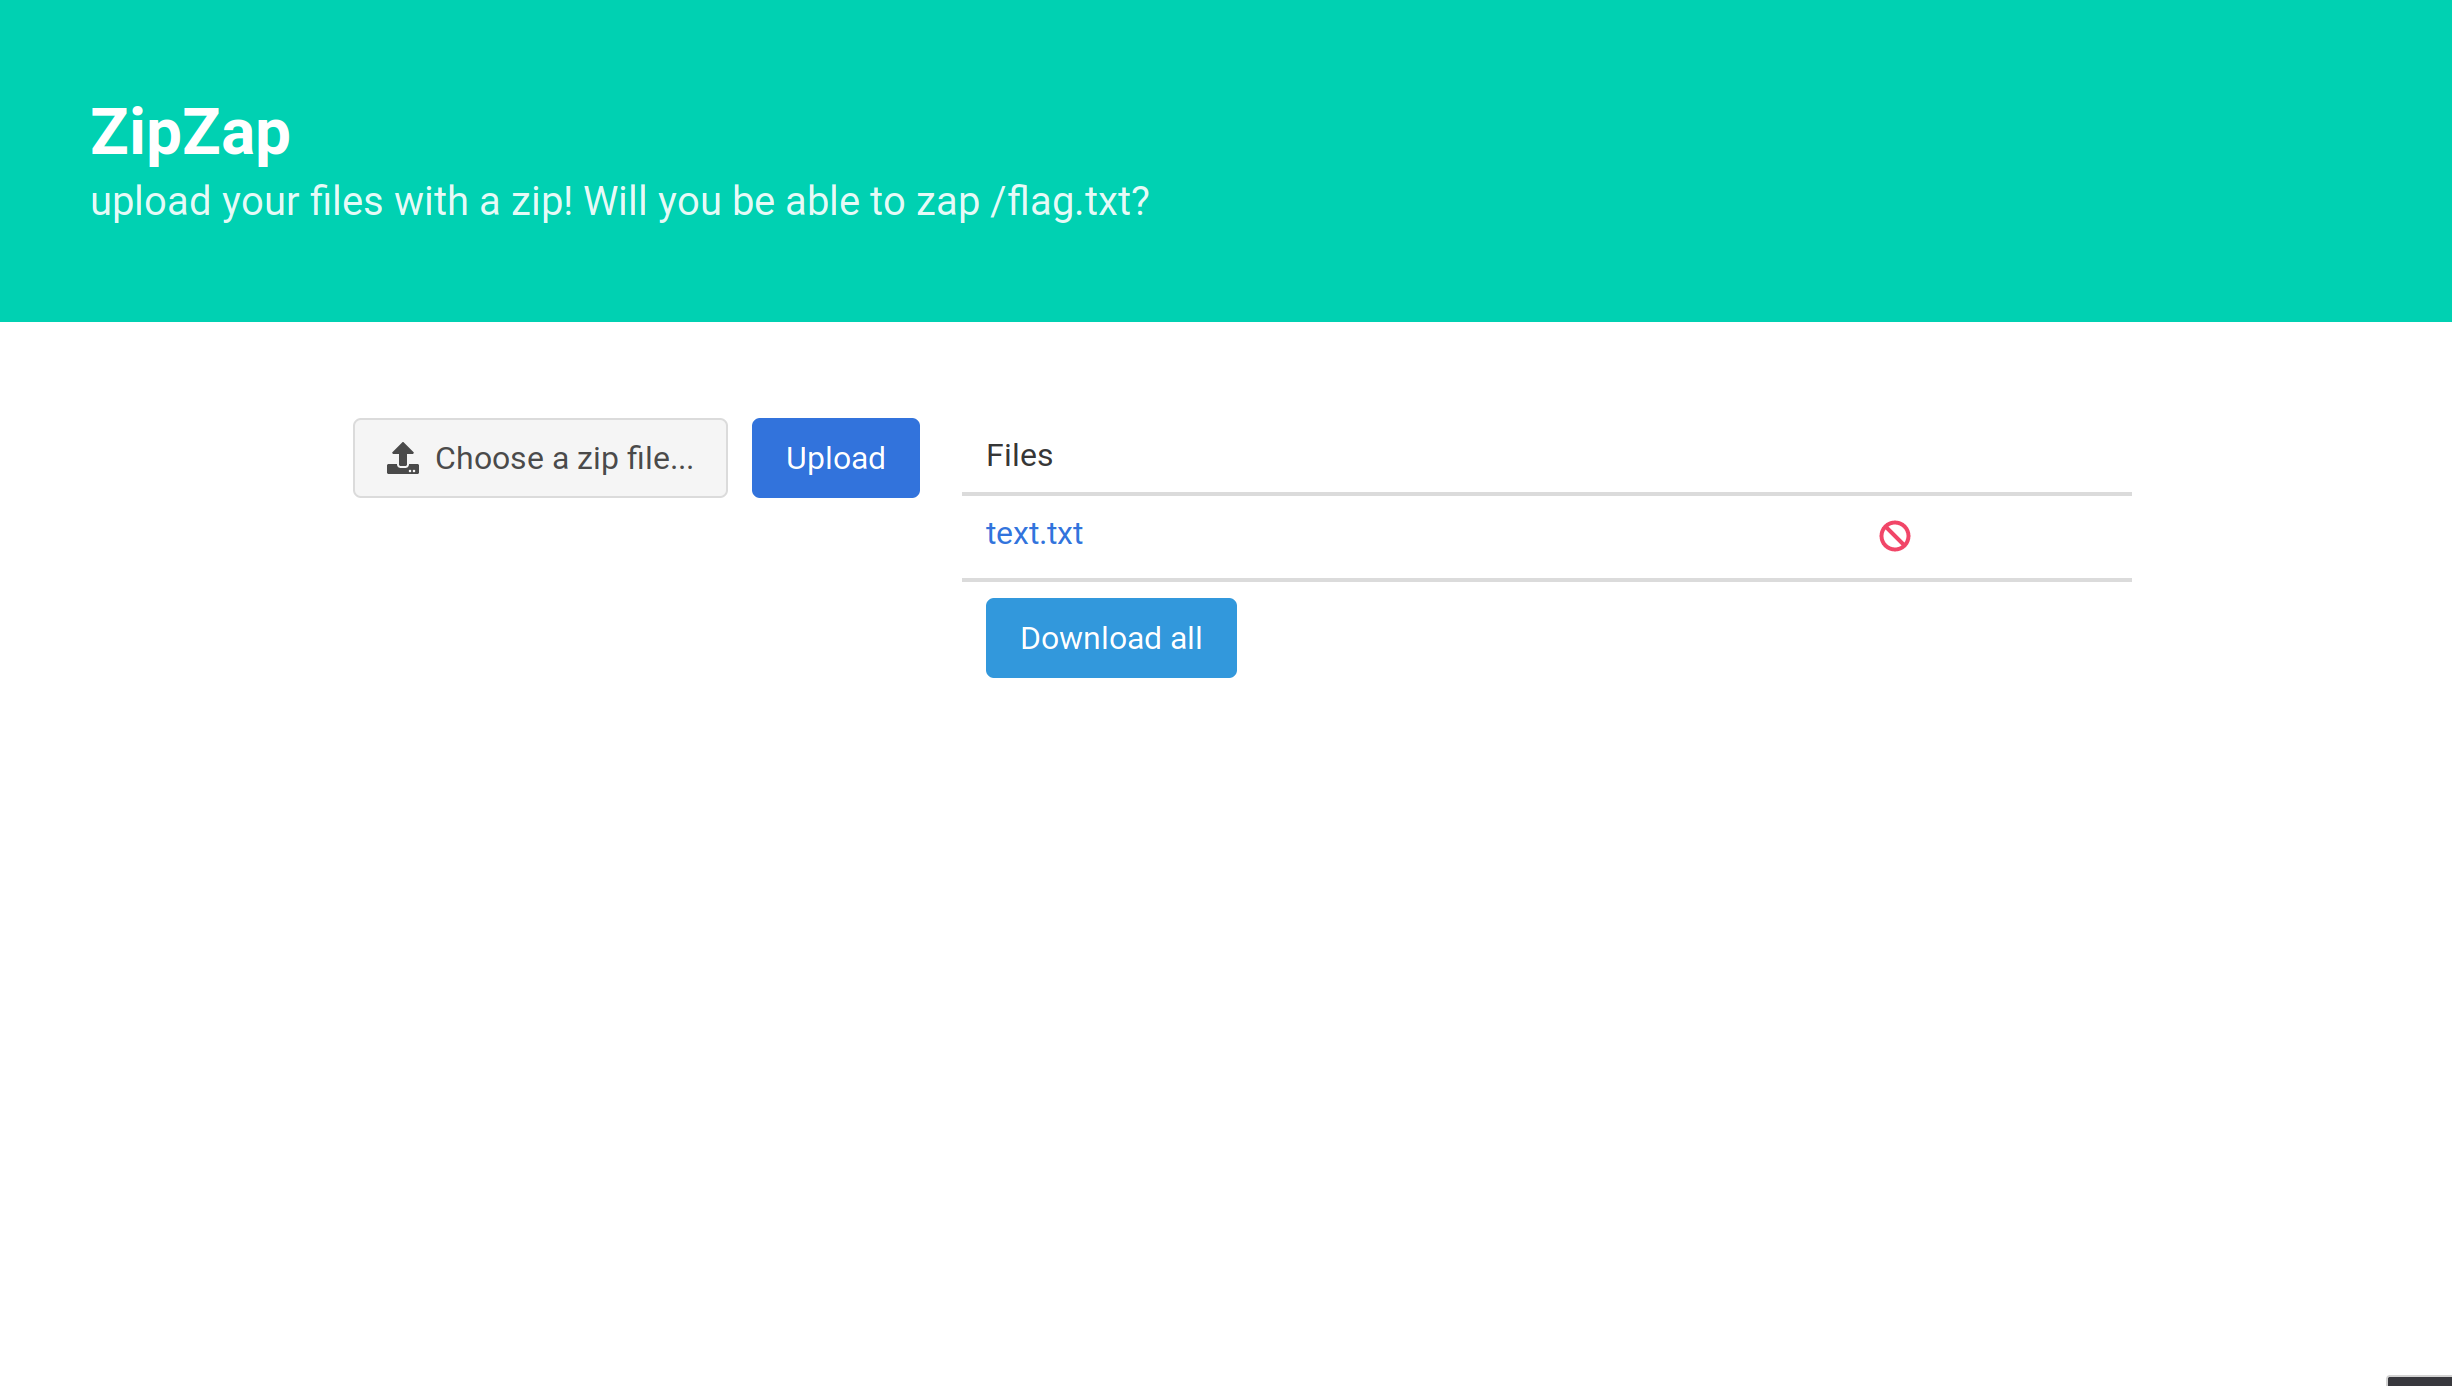 ZipZap
upload your files with a zip! Will you be able to zap /flag.txt?
Choose a zip file...
Upload
Files
text.txt
Download all